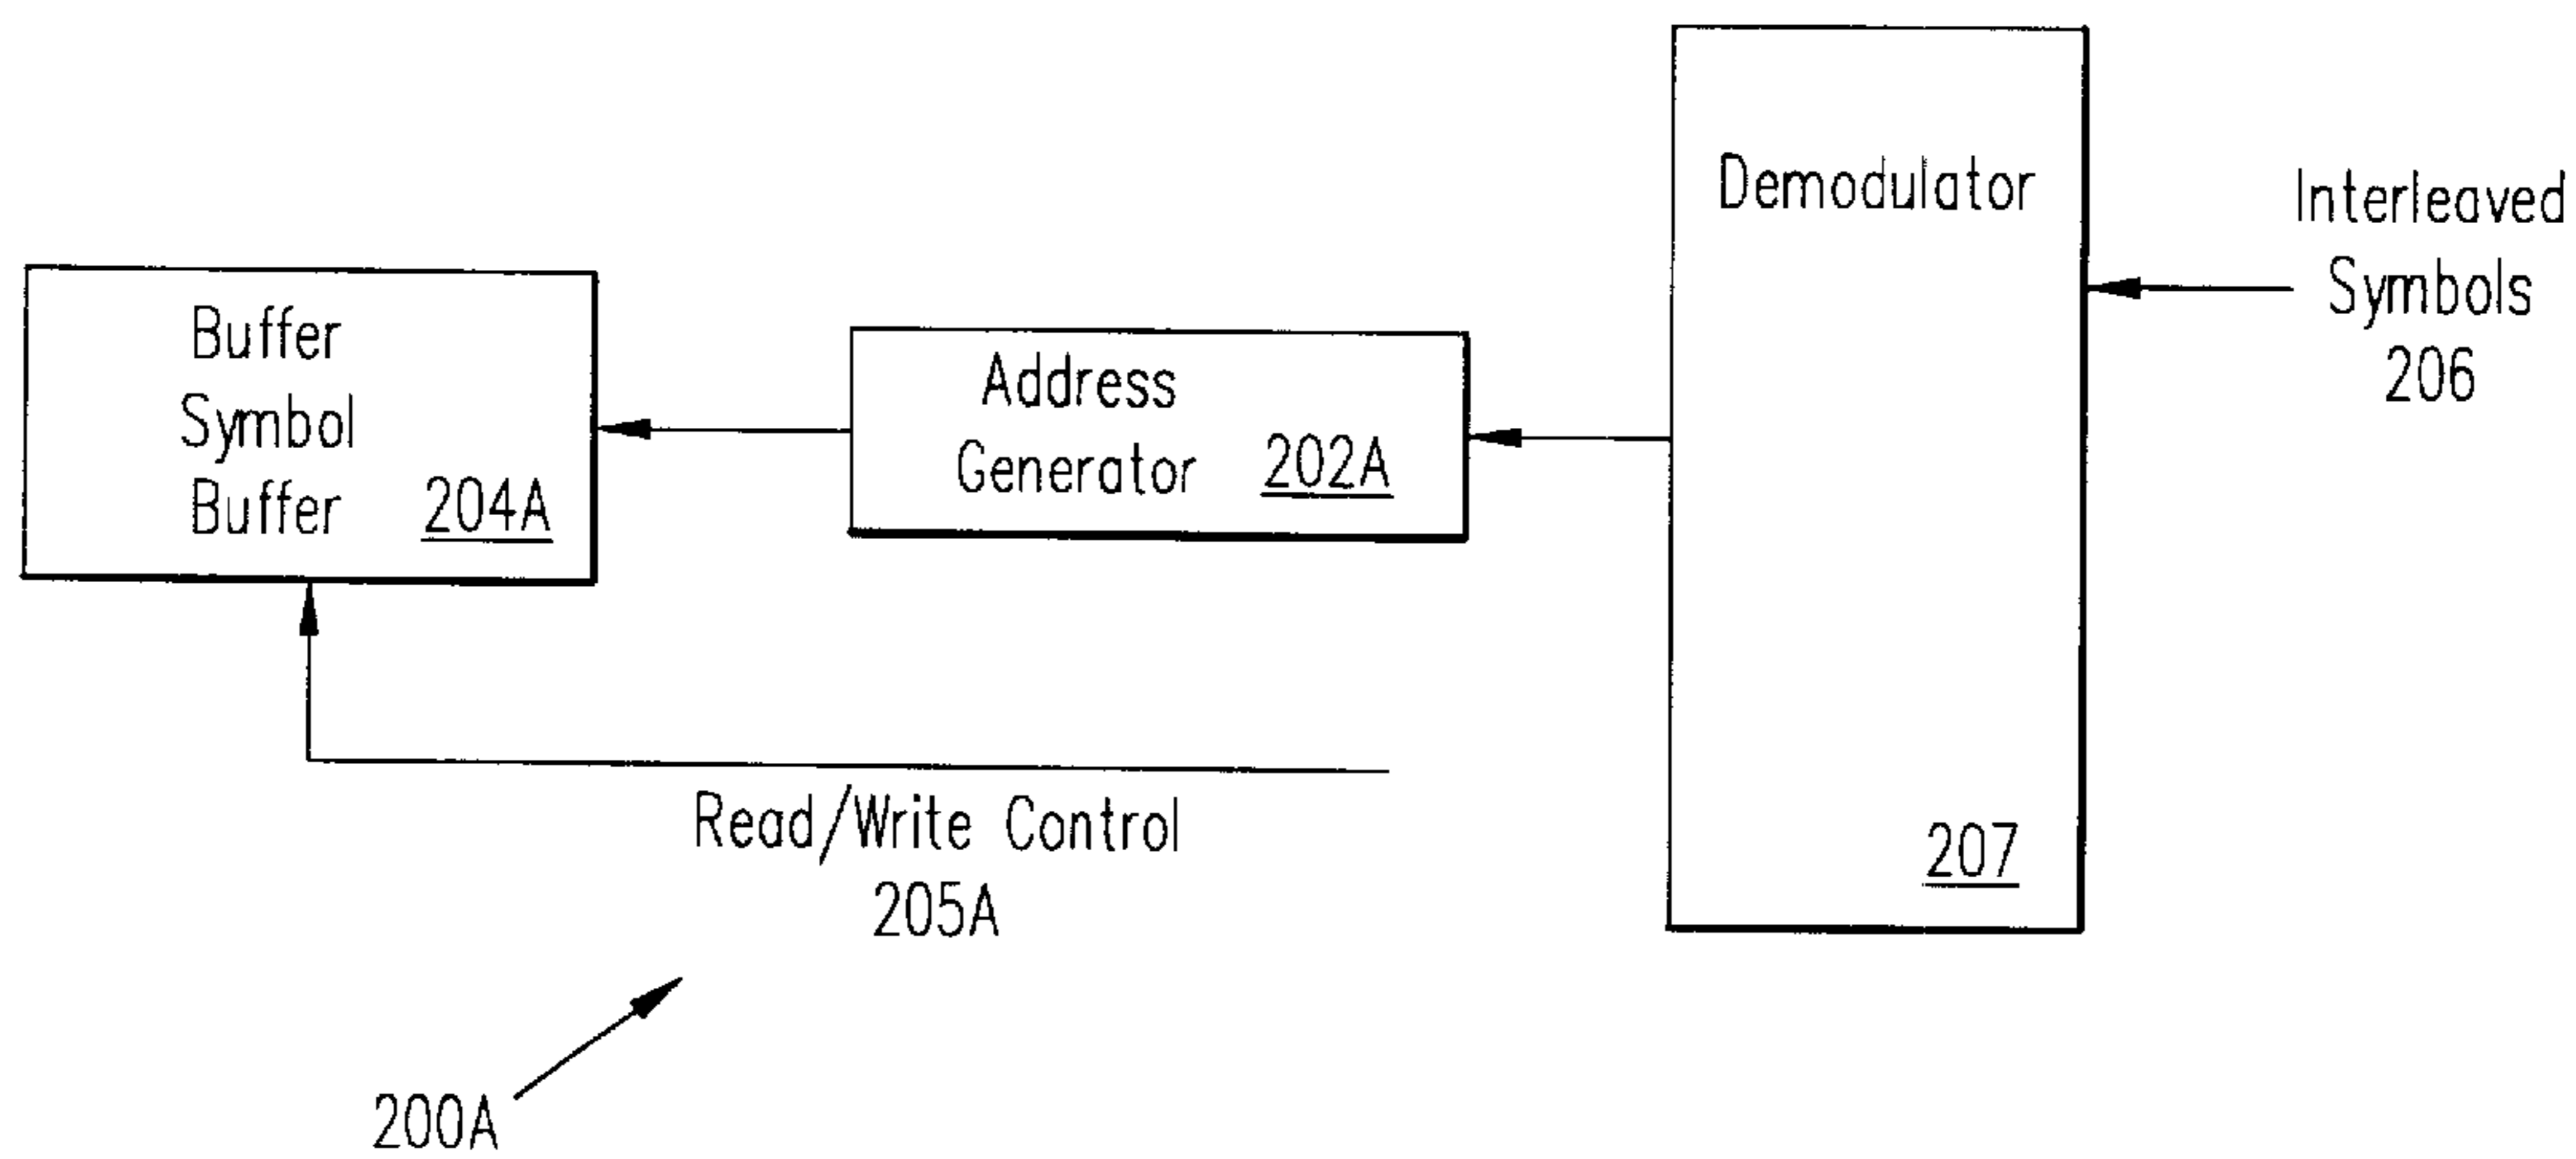 Demodulator
207
Interleaved
Symbols
206
Buffer
Symbol
Buffer
204A
Address
Generator
202A
Read/Write Control
205A
200A